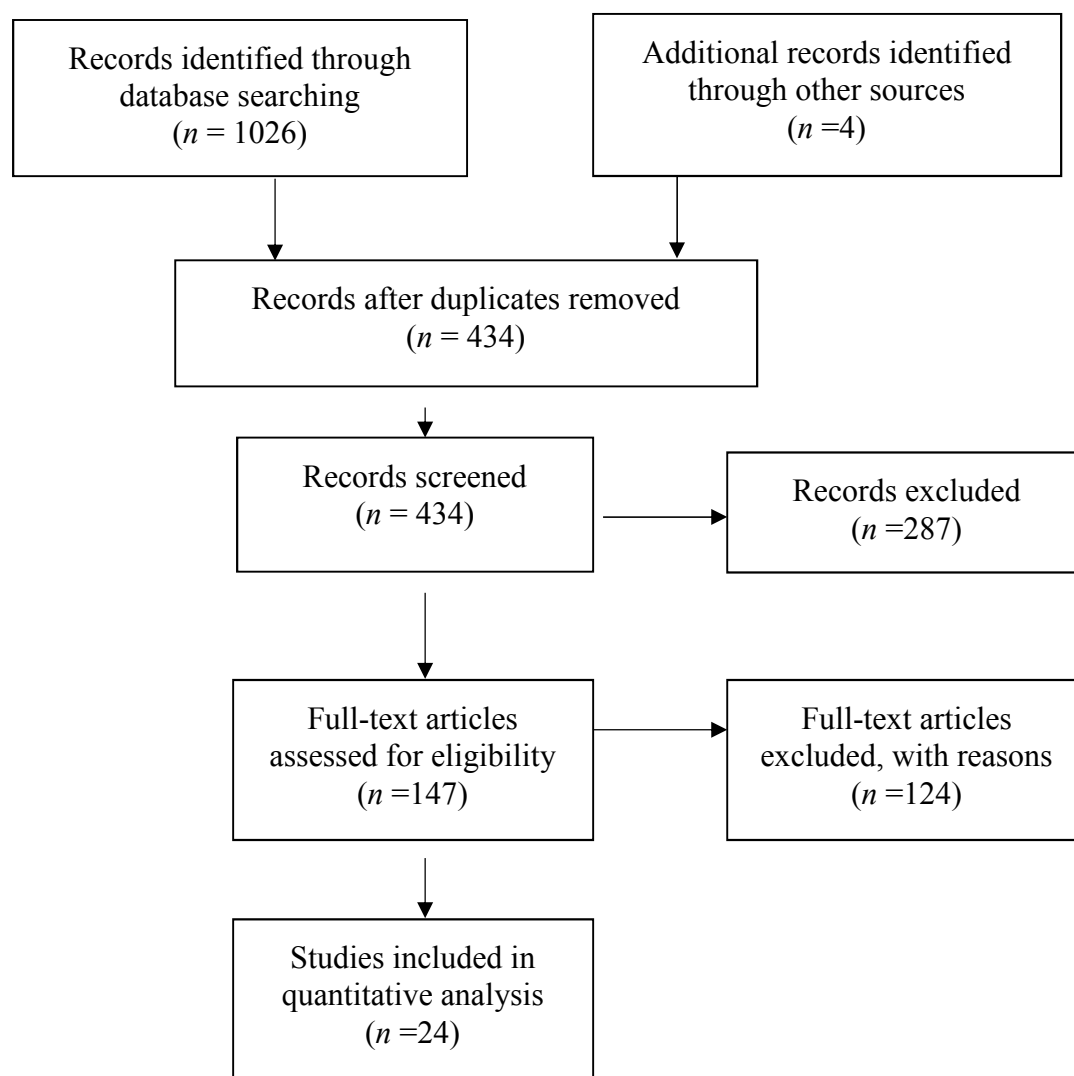 Records identified through
database searching
(n = 1026)
Additional records identified
through other sources
(n =4)
Records after duplicates removed
(n = 434)
Records screened
(n = 434)
Records excluded
(n =287)
Full-text articles
assessed for eligibility
(n =147)
Full-text articles
excluded, with reasons
(n =124)
Studies included in
quantitative analysis
(n =24)